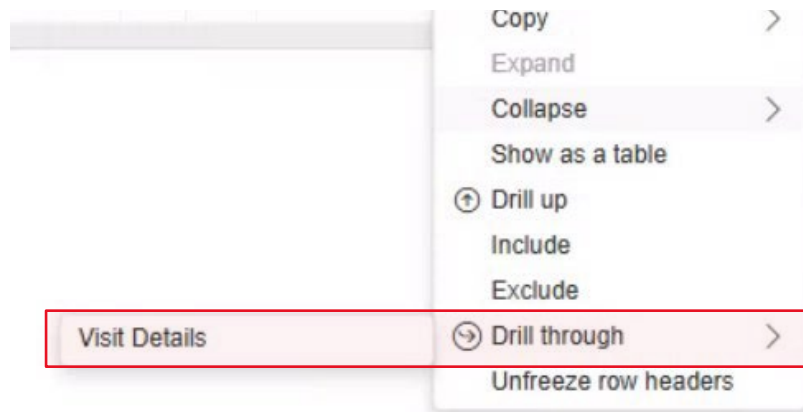 Copy
Expand
Collapse
Show as a table
Drill up
Include
Exclude
Visit Details
Drill through
Unfreeze row headers